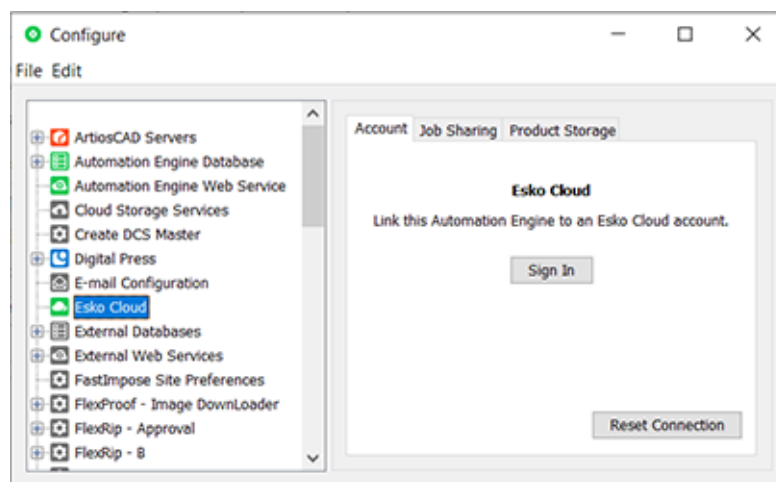 Configure
File Edit
ArtiosCAD Servers
Automation Engine Database
Automation Engine Web Service
Cloud Storage Services
Create DCS Master
Digital Press
E-mail Configuration
Esko Cloud
External Databases
External Web Services
FastImpose Site Preferences
FlexProof - Image DownLoader
FlexRip - Approval
FlexRip - B
Account Job Sharing Product Storage
Esko Cloud
Link this Automation Engine to an Esko Cloud account.
Sign In
Reset Connection